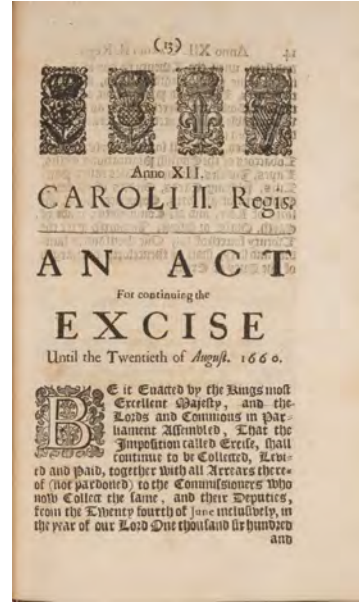 (13)
Anno XII.
CAROLI II. Regis.
AN ACT
For continuing the
EXCISE
Until the Twentieth of August. 1660.
BE it Enacted by the Kings most
Excellent Majesty, and the
Lords and Commons in Par-
liament Assembled, That the
Imposition called Excise, shall
continue to be Collected, Levi-
ed and Paid, together with all Arrears there-
of (not pardoned) to the Commissioners who
now Collect the same, and their Deputies,
from the Twenty fourth of June inclusively, in
the year of our Lord One thousand six hundred
and